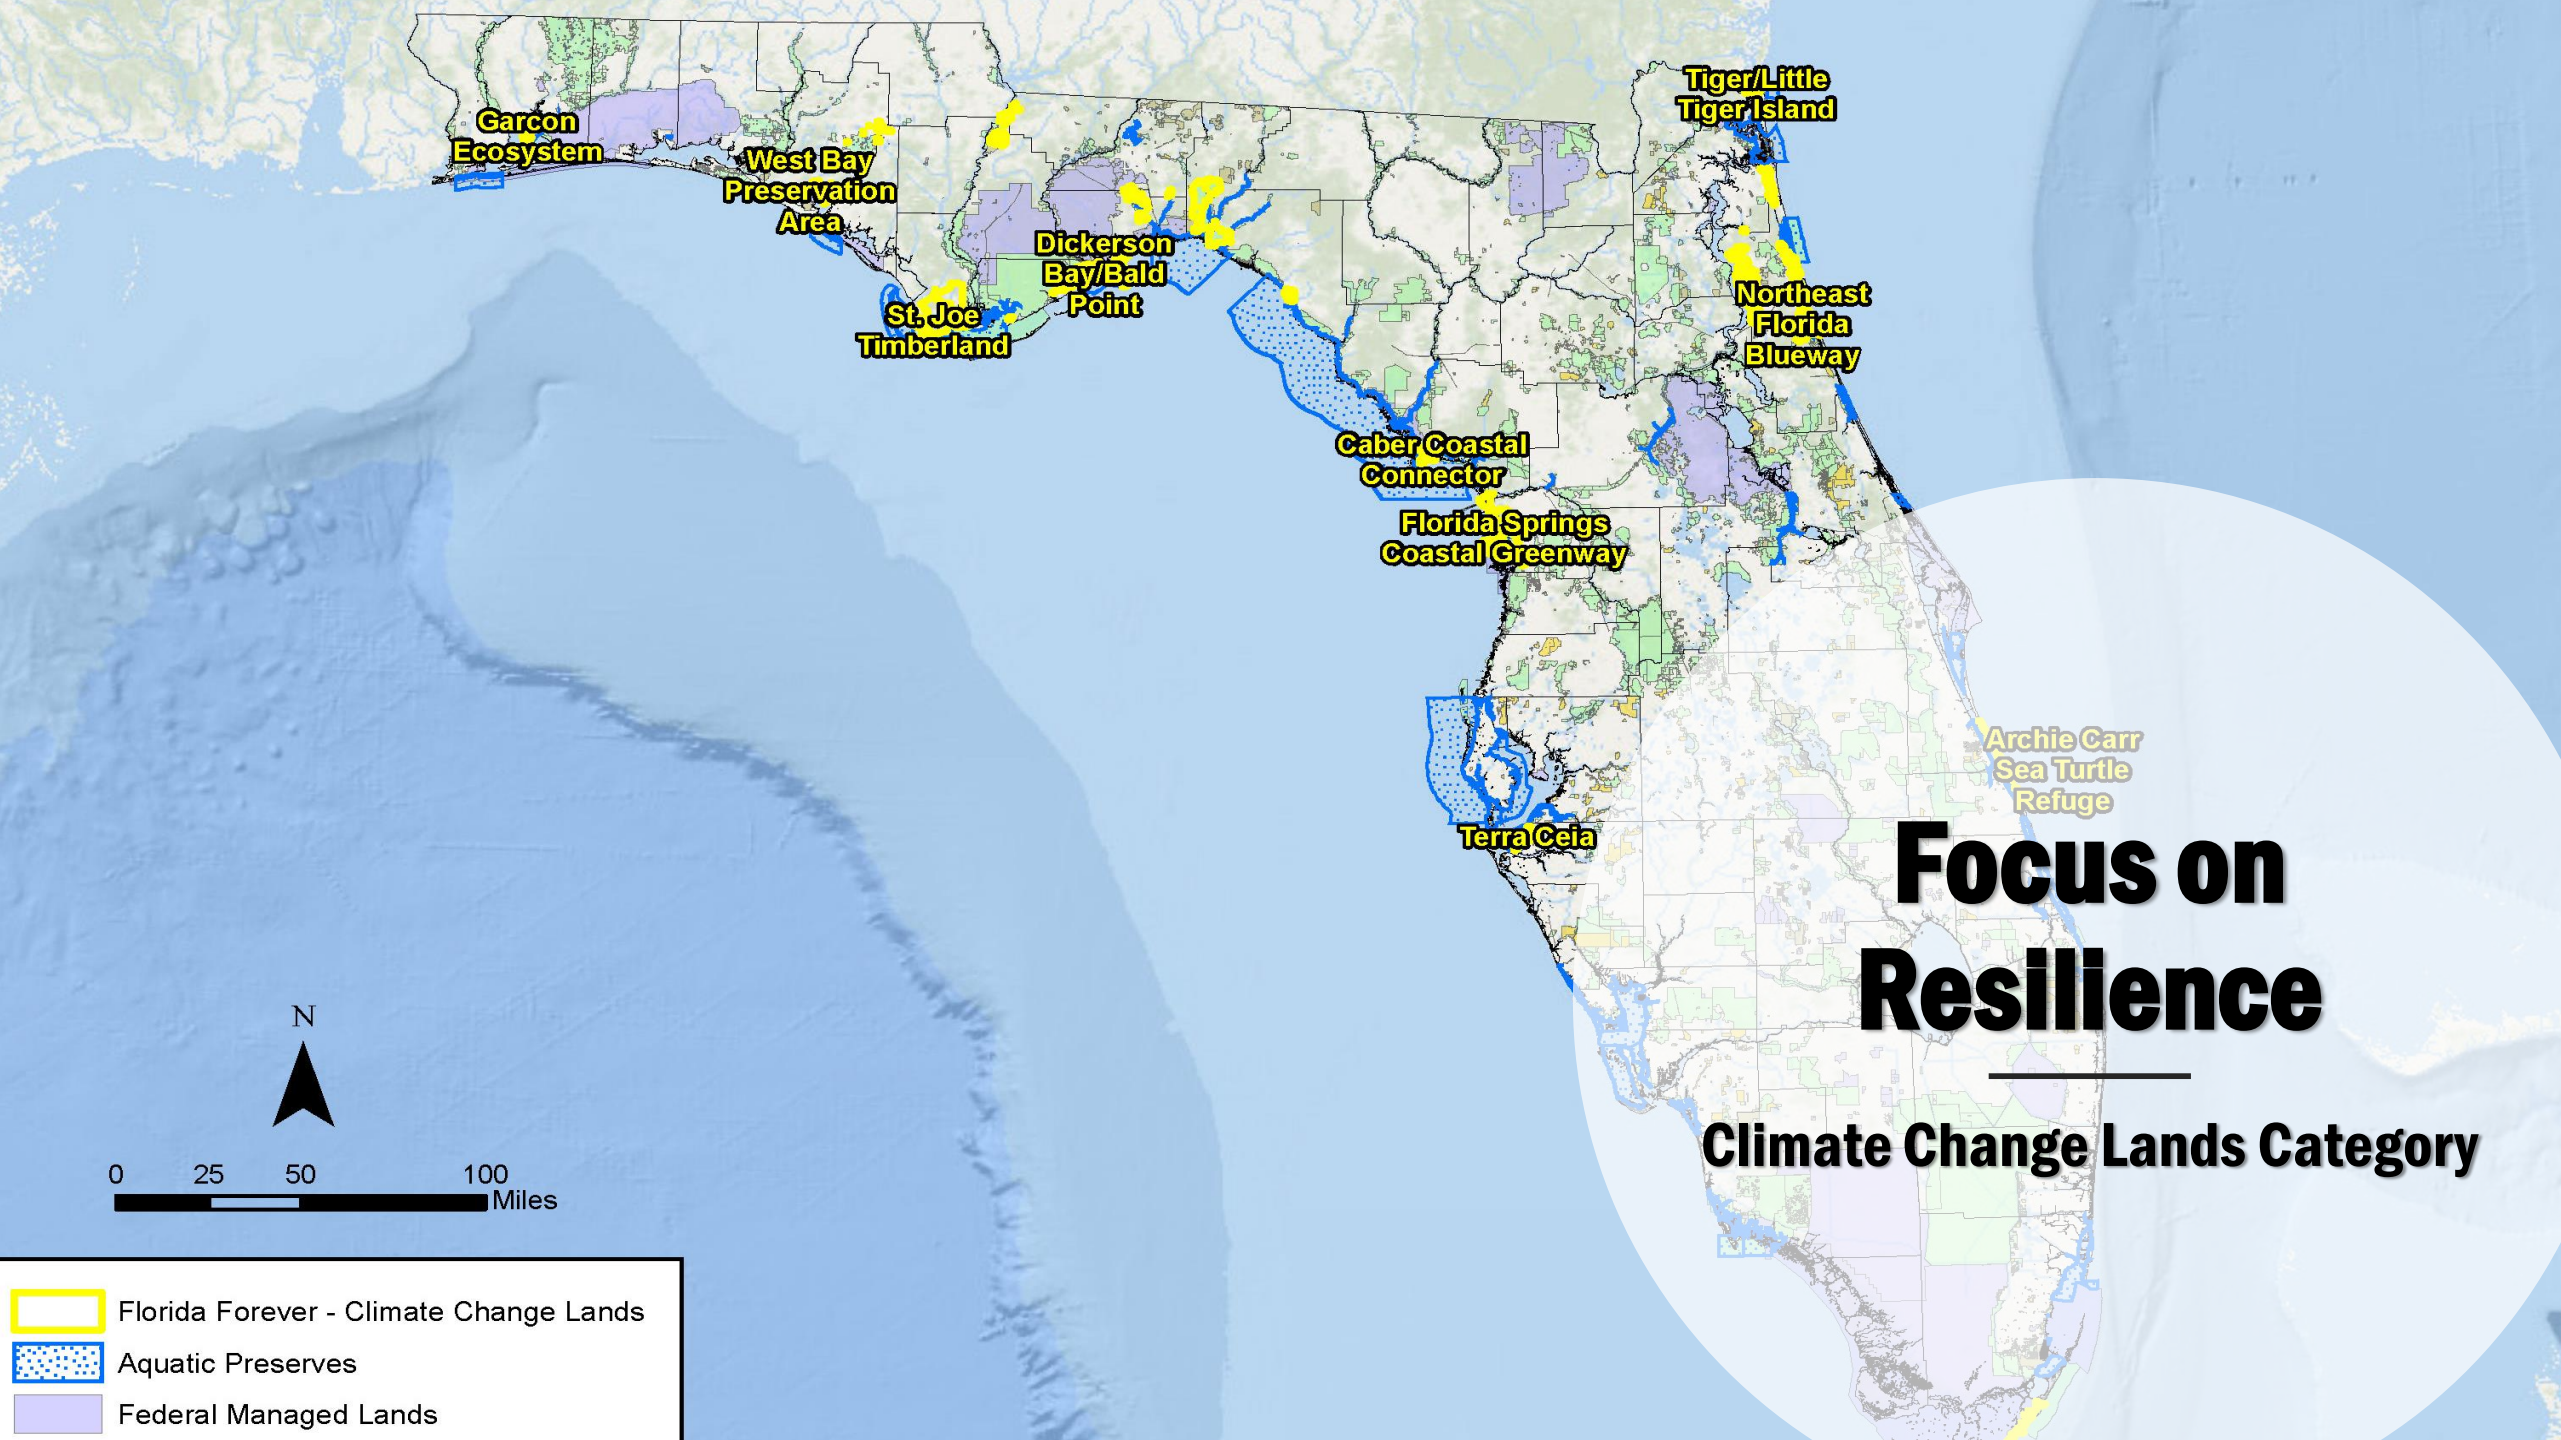 Garcon
Ecosystem
West Bay
Preservation
Area
St. Joe
Timberland
Dickerson
Bay/Bald
Point
Tiger/Little
Tiger Island
Northeast
Florida
Blueway
Caber Coastal
Connector
Florida Springs
Coastal Greenway
Terra Ceia
Archie Carr
Sea Turtle
Refuge
Focus on
Resilience
Climate Change Lands Category
N
0 25 50 100
Miles
Florida Forever - Climate Change Lands
Aquatic Preserves
Federal Managed Lands